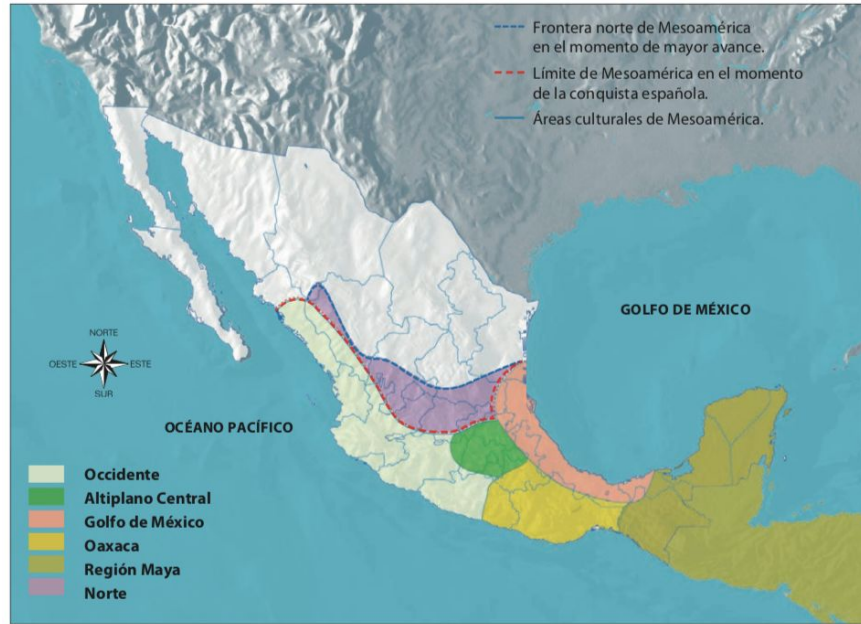 Frontera norte de Mesoamérica
en el momento de mayor avance.
Límite de Mesoamérica en el momento
de la conquista española.
Áreas culturales de Mesoamérica.
GOLFO DE MÉXICO
NORTE
OESTE
ESTE
SUR
OCÉANO PACÍFICO
Occidente
Altiplano Central
Golfo de México
Oaxaca
Región Maya
Norte